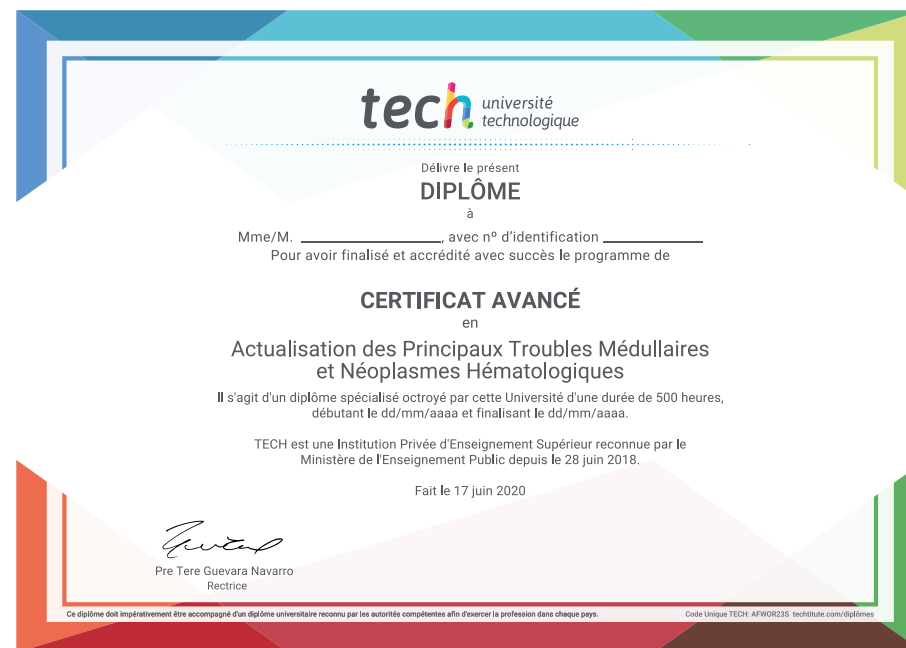 tech université
technologique
Délivre le présent
DIPLÔME
à
Mme/M. ____________________, avec nº d'identification ______________
Pour avoir finalisé et accrédité avec succès le programme de
CERTIFICAT AVANCÉ
en
Actualisation des Principaux Troubles Médullaires
et Néoplasmes Hématologiques
Il s'agit d'un diplôme spécialisé octroyé par cette Université d'une durée de 500 heures,
débutant le dd/mm/aaaa et finalisant le dd/mm/aaaa.
TECH est une Institution Privée d'Enseignement Supérieur reconnue par le
Ministère de l'Enseignement Public depuis le 28 juin 2018.
Fait le 17 juin 2020
Pre Tere Guevara Navarro
Rectrice
Ce diplôme doit impérativement être accompagné d'un diplôme universitaire reconnu par les autorités compétentes afin d'exercer la profession dans chaque pays.
Code Unique TECH: AFWOR23S techtitute.com/diplômes